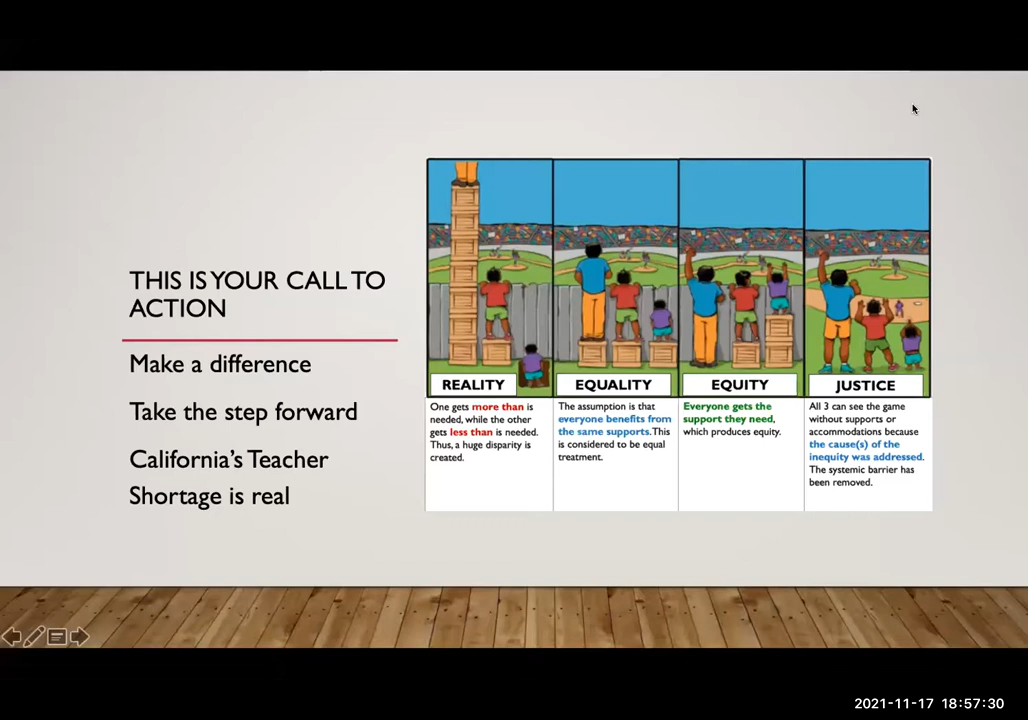 THIS IS YOUR CALL TO
ACTION
Make a difference
Take the step forward
California's Teacher
Shortage is real
REALITY
One gets more than is
needed, while the other
gets less than is needed.
Thus, a huge disparity is
created.
EQUALITY
The assumption is that
everyone benefits from
the same supports. This
is considered to be equal
treatment.
EQUITY
Everyone gets the
support they need,
which produces equity.
JUSTICE
All 3 can see the game
without supports or
accommodations because
the cause(s) of the
inequity was addressed.
The systemic barrier has
been removed.
2021-11-17 18:57:30